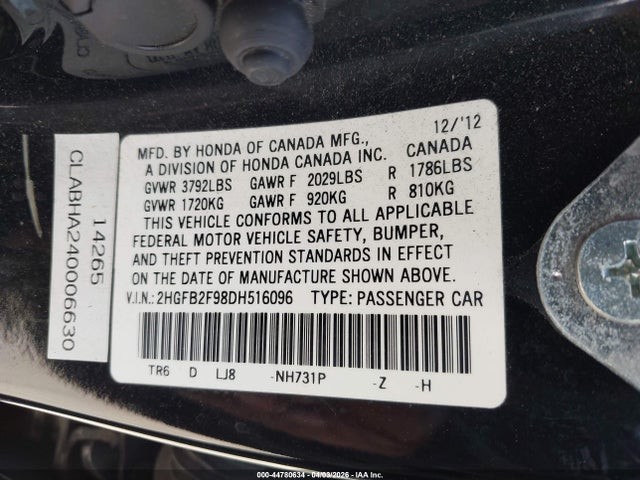 12/'12
MFD. BY HONDA OF CANADA MFG.,
A DIVISION OF HONDA CANADA INC. CANADA
GVWR 3792LBS GAWR F 2029LBS R 1786LBS
GVWR 1720KG GAWR F 920KG R 810KG
THIS VEHICLE CONFORMS TO ALL APPLICABLE
FEDERAL MOTOR VEHICLE SAFETY, BUMPER,
AND THEFT PREVENTION STANDARDS IN EFFECT
ON THE DATE OF MANUFACTURE SHOWN ABOVE.
V.I.N.: 2HGFB2F98DH516096 TYPE: PASSENGER CAR
TR6 D LJ8 -NH731P -Z -H
14265
CLABHA240006630
000-44780634 - 04/03/2026 - IAA Inc.